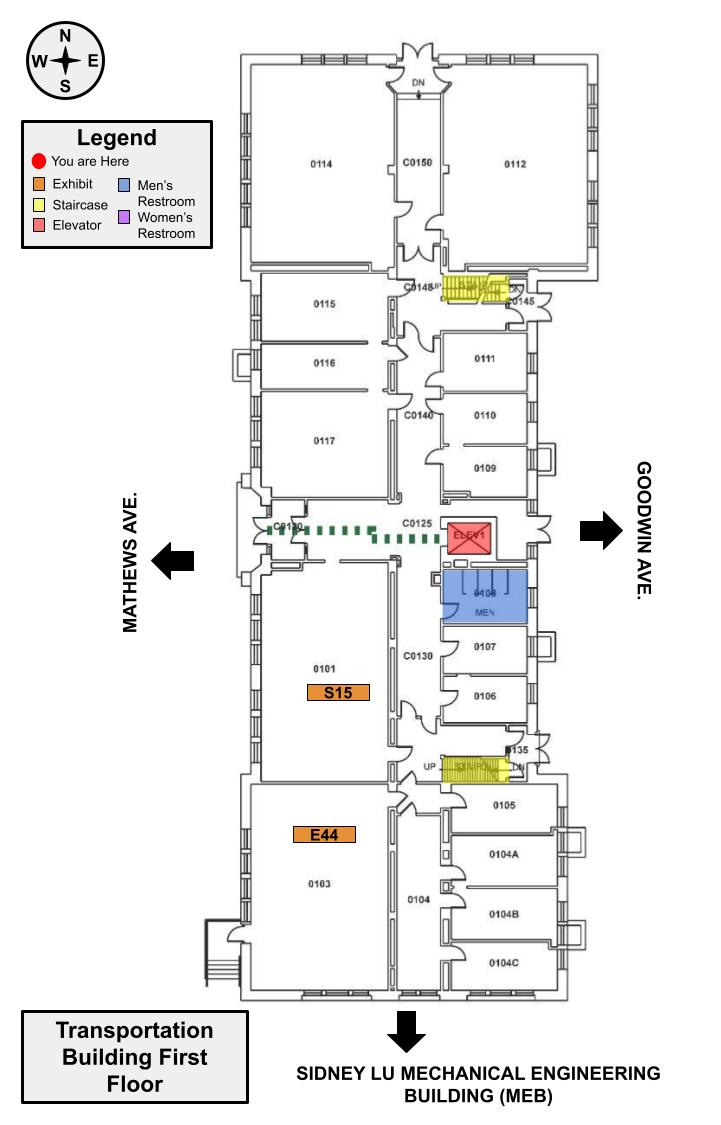 N
W E
S
Legend
You are Here
Exhibit
Staircase
Elevator
Men's
Restroom
Women's
Restroom
DN
0114
C0150
0112
C0148
UP
DN
C0145
0115
0116
0111
C0140
0110
0117
0109
MATHEWS AVE.
GOODWIN AVE.
C0120
C0125
ELEV1
0108
MEN
0107
C0130
0101
S15
0106
0135
UP
DN
0105
E44
0104A
0103
0104
0104B
0104C
Transportation
Building First
Floor
SIDNEY LU MECHANICAL ENGINEERING
BUILDING (MEB)